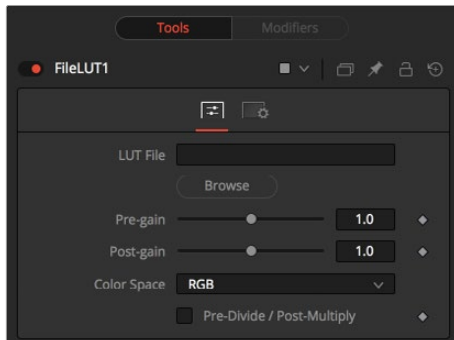 Tools Modifiers
FileLUT1
LUT File
Browse
Pre-gain 1.0
Post-gain 1.0
Color Space RGB
Pre-Divide / Post-Multiply